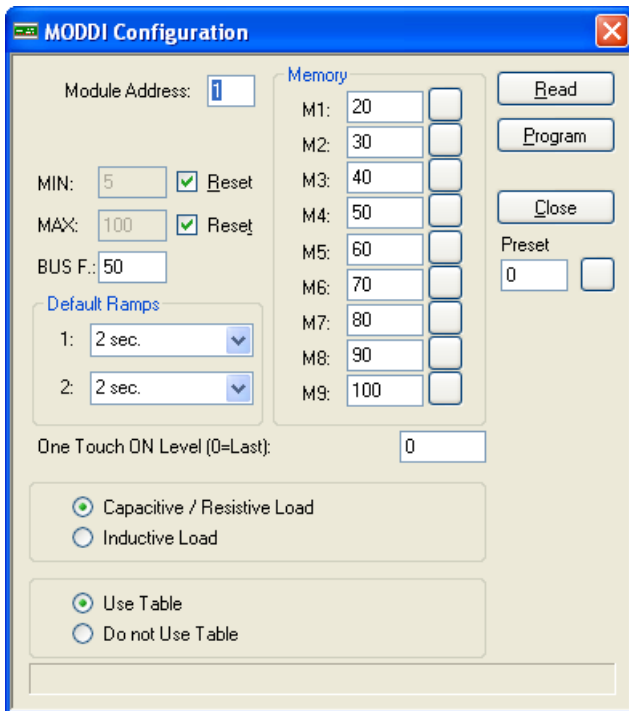 MODDI Configuration
Module Address: 1
MIN: 5 Reset
MAX: 100 Reset
BUS F.: 50
Default Ramps
1: 2 sec.
2: 2 sec.
Memory
M1: 20
M2: 30
M3: 40
M4: 50
M5: 60
M6: 70
M7: 80
M8: 90
M9: 100
Read
Program
Close
Preset
0
One Touch ON Level (0=Last): 0
Capacitive / Resistive Load
Inductive Load
Use Table
Do not Use Table